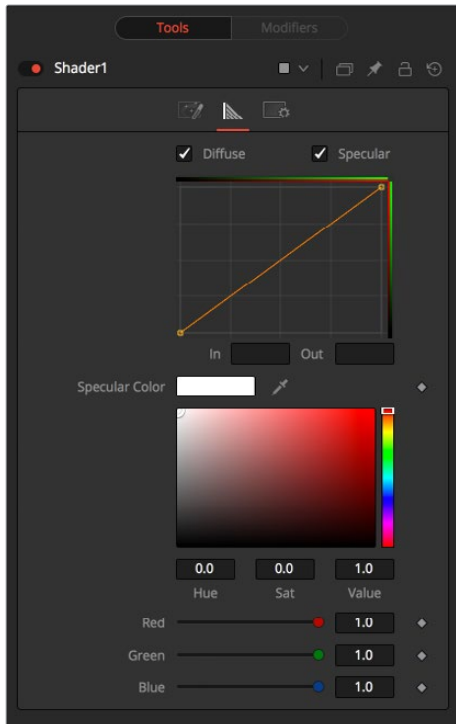 Tools Modifiers
Shader1
Diffuse Specular
In Out
Specular Color
0.0 0.0 1.0
Hue Sat Value
Red 1.0
Green 1.0
Blue 1.0